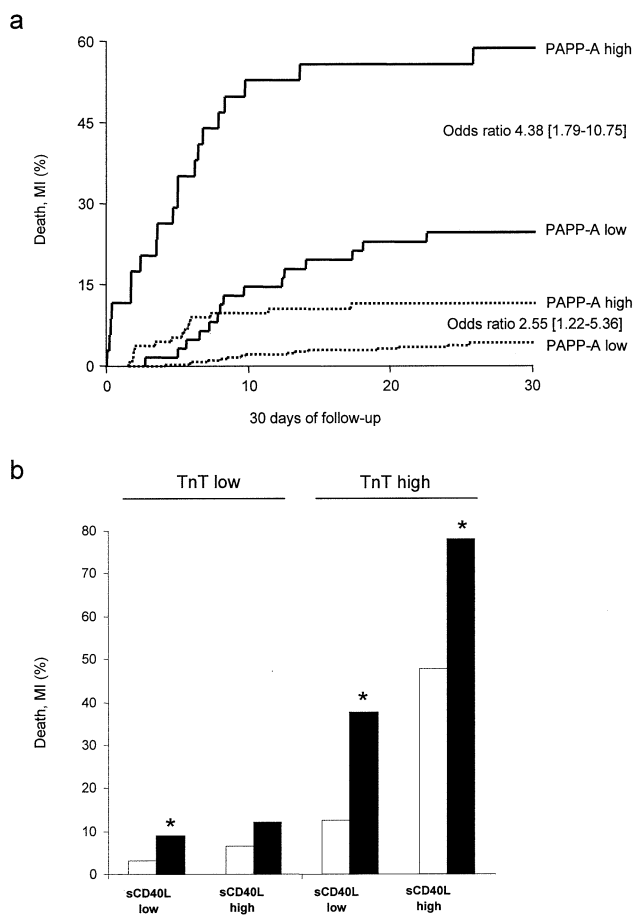 a
60
45
30
15
0
Death, MI (%)
PAPP-A high
Odds ratio 4.38 [1.79-10.75]
PAPP-A low
PAPP-A high
Odds ratio 2.55 [1.22-5.36]
PAPP-A low
0 10 20 30
30 days of follow-up
b
TnT low TnT high
80
70
60
50
40
30
20
10
0
Death, MI (%)
* * *
sCD40L sCD40L sCD40L sCD40L
low high low high